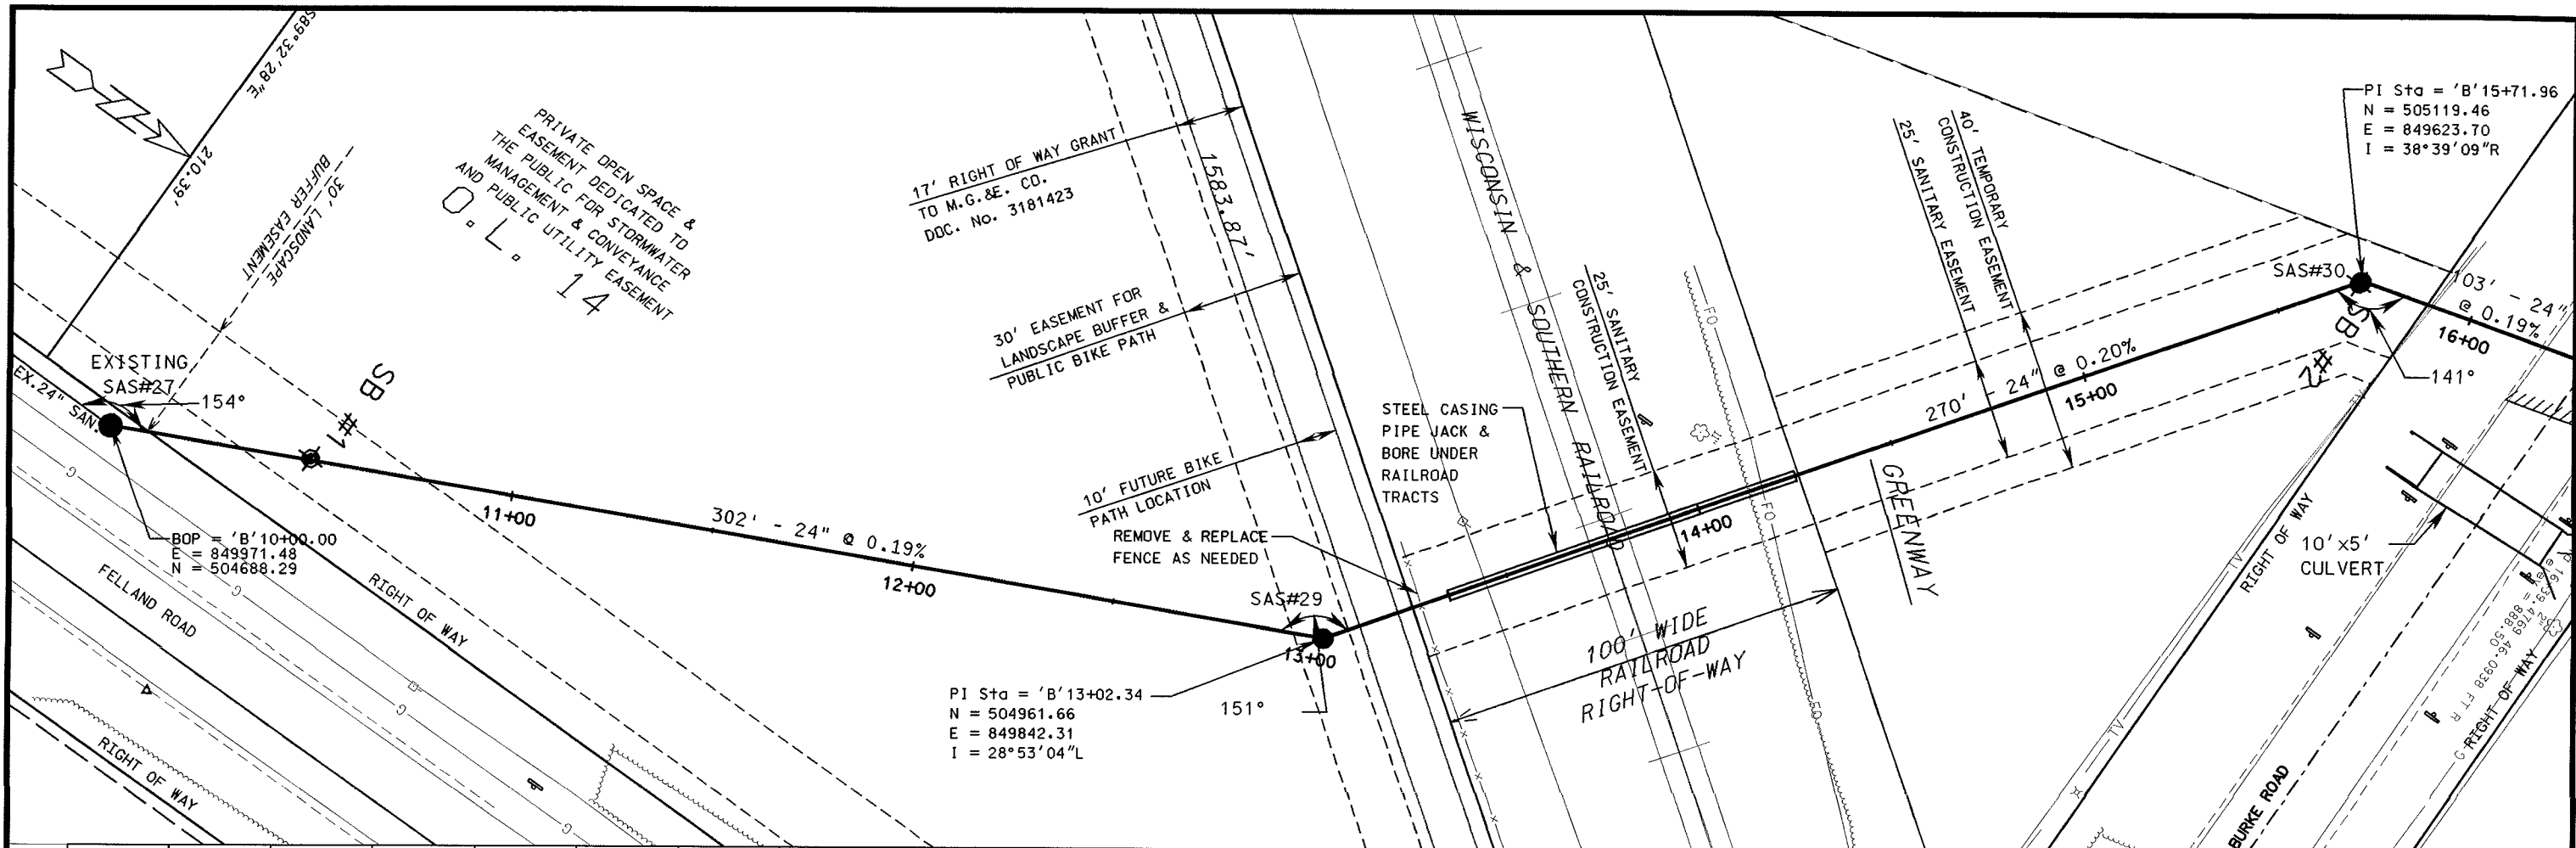 S89°32'28"E
210.39'
30' LANDSCAPE
BUFFER EASEMENT
PRIVATE OPEN SPACE &
EASEMENT DEDICATED TO
THE PUBLIC FOR STORMWATER
MANAGEMENT & CONVEYANCE
AND PUBLIC UTILITY EASEMENT
O.L. 14
EXISTING
SAS#27
154°
EX.24" SAN.
SB #1
BOP = 'B'10+00.00
E = 849971.48
N = 504688.29
11+00
302' - 24" @ 0.19%
12+00
FELLAND ROAD
RIGHT OF WAY
RIGHT OF WAY
G
G
G
G
G
17' RIGHT OF WAY GRANT
TO M.G.&E. CO.
DOC. No. 3181423
1583.87'
30' EASEMENT FOR
LANDSCAPE BUFFER &
PUBLIC BIKE PATH
10' FUTURE BIKE
PATH LOCATION
REMOVE & REPLACE
FENCE AS NEEDED
SAS#29
13+00
PI Sta = 'B'13+02.34
N = 504961.66
E = 849842.31
I = 28°53'04"L
151°
STEEL CASING
PIPE JACK &
BORE UNDER
RAILROAD
TRACTS
WISCONSIN & SOUTHERN RAILROAD
25' SANITARY
CONSTRUCTION EASEMENT
14+00
100' WIDE
RAILROAD
RIGHT-OF-WAY
FO
FO
FO
GREENWAY
25' SANITARY EASEMENT
40' TEMPORARY
CONSTRUCTION EASEMENT
270' - 24" @ 0.20%
15+00
PI Sta = 'B'15+71.96
N = 505119.46
E = 849623.70
I = 38°39'09"R
SAS#30
SB #2
141°
103' - 24"
@ 0.19%
16+00
RIGHT OF WAY
TV
TV
TV
10'x5'
CULVERT
RIGHT OF WAY
G
BURKE ROAD